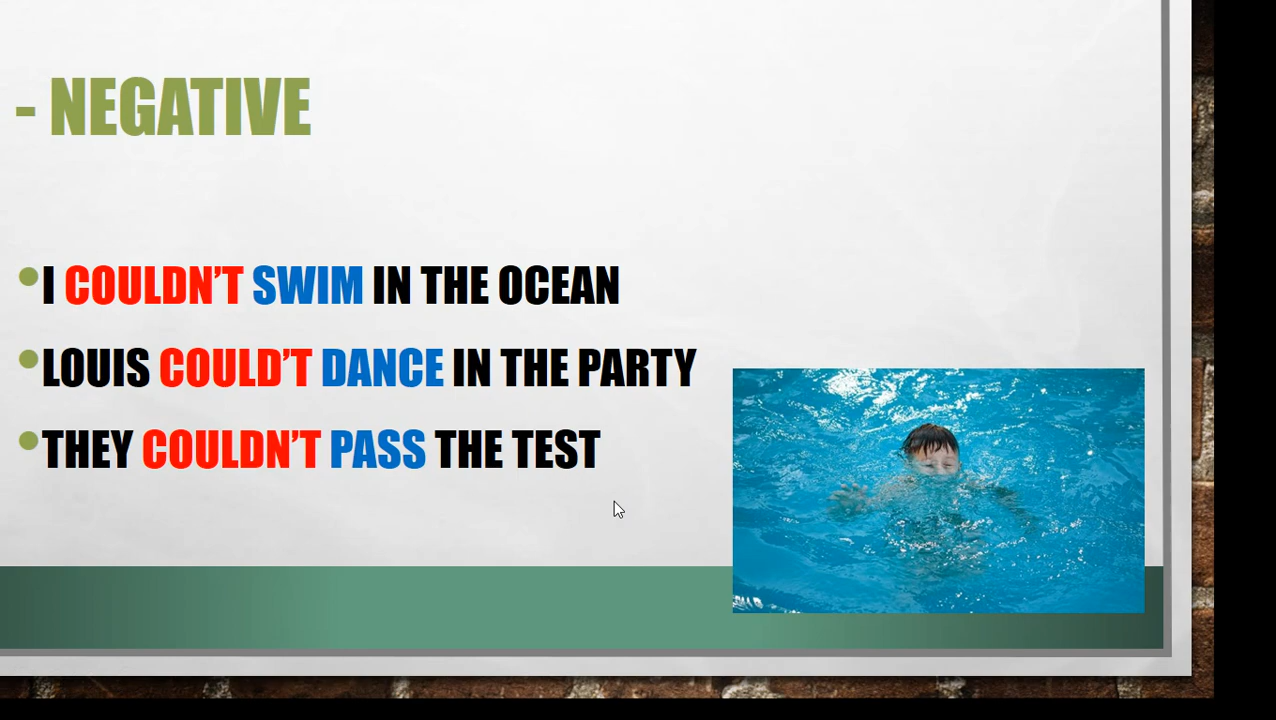 - NEGATIVE
•I COULDN’T SWIM IN THE OCEAN
•LOUIS COULD’T DANCE IN THE PARTY
•THEY COULDN’T PASS THE TEST